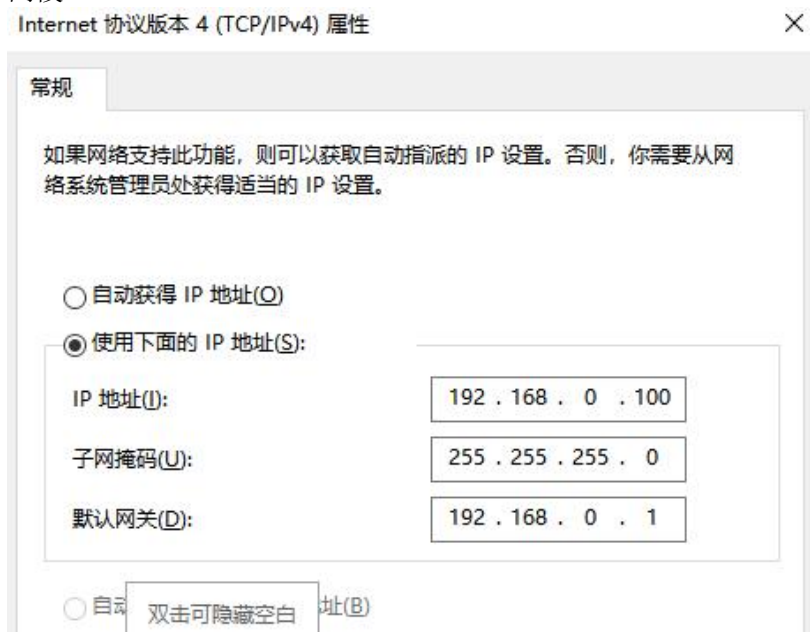 Internet 协议版本 4 (TCP/IPv4) 属性
常规
如果网络支持此功能，则可以获取自动指派的 IP 设置。否则，你需要从网
络系统管理员处获得适当的 IP 设置。
自动获得 IP 地址(O)
使用下面的 IP 地址(S):
IP 地址(I): 192 . 168 . 0 . 100
子网掩码(U): 255 . 255 . 255 . 0
默认网关(D): 192 . 168 . 0 . 1
自动 双击可隐藏空白 址(B)